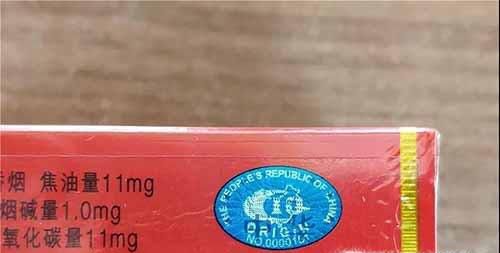 烟 焦油量11mg
烟碱量1.0mg
氧化碳量11mg
THE PEOPLE'S REPUBLIC OF CHINA
ORIGIN